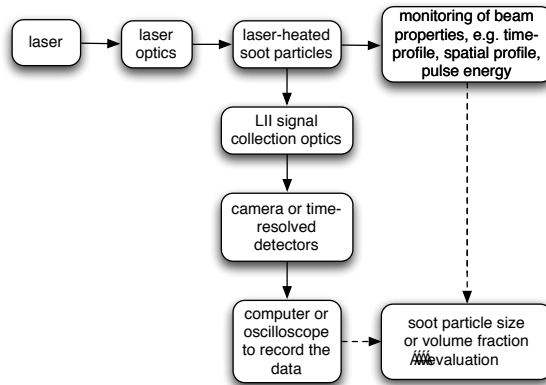 laser
laser
optics
laser-heated
soot particles
monitoring of beam
properties, e.g. time-
profile, spatial profile,
pulse energy
LII signal
collection optics
camera or time-
resolved
detectors
computer or
oscilloscope
to record the
data
soot particle size
or volume fraction
evaluation